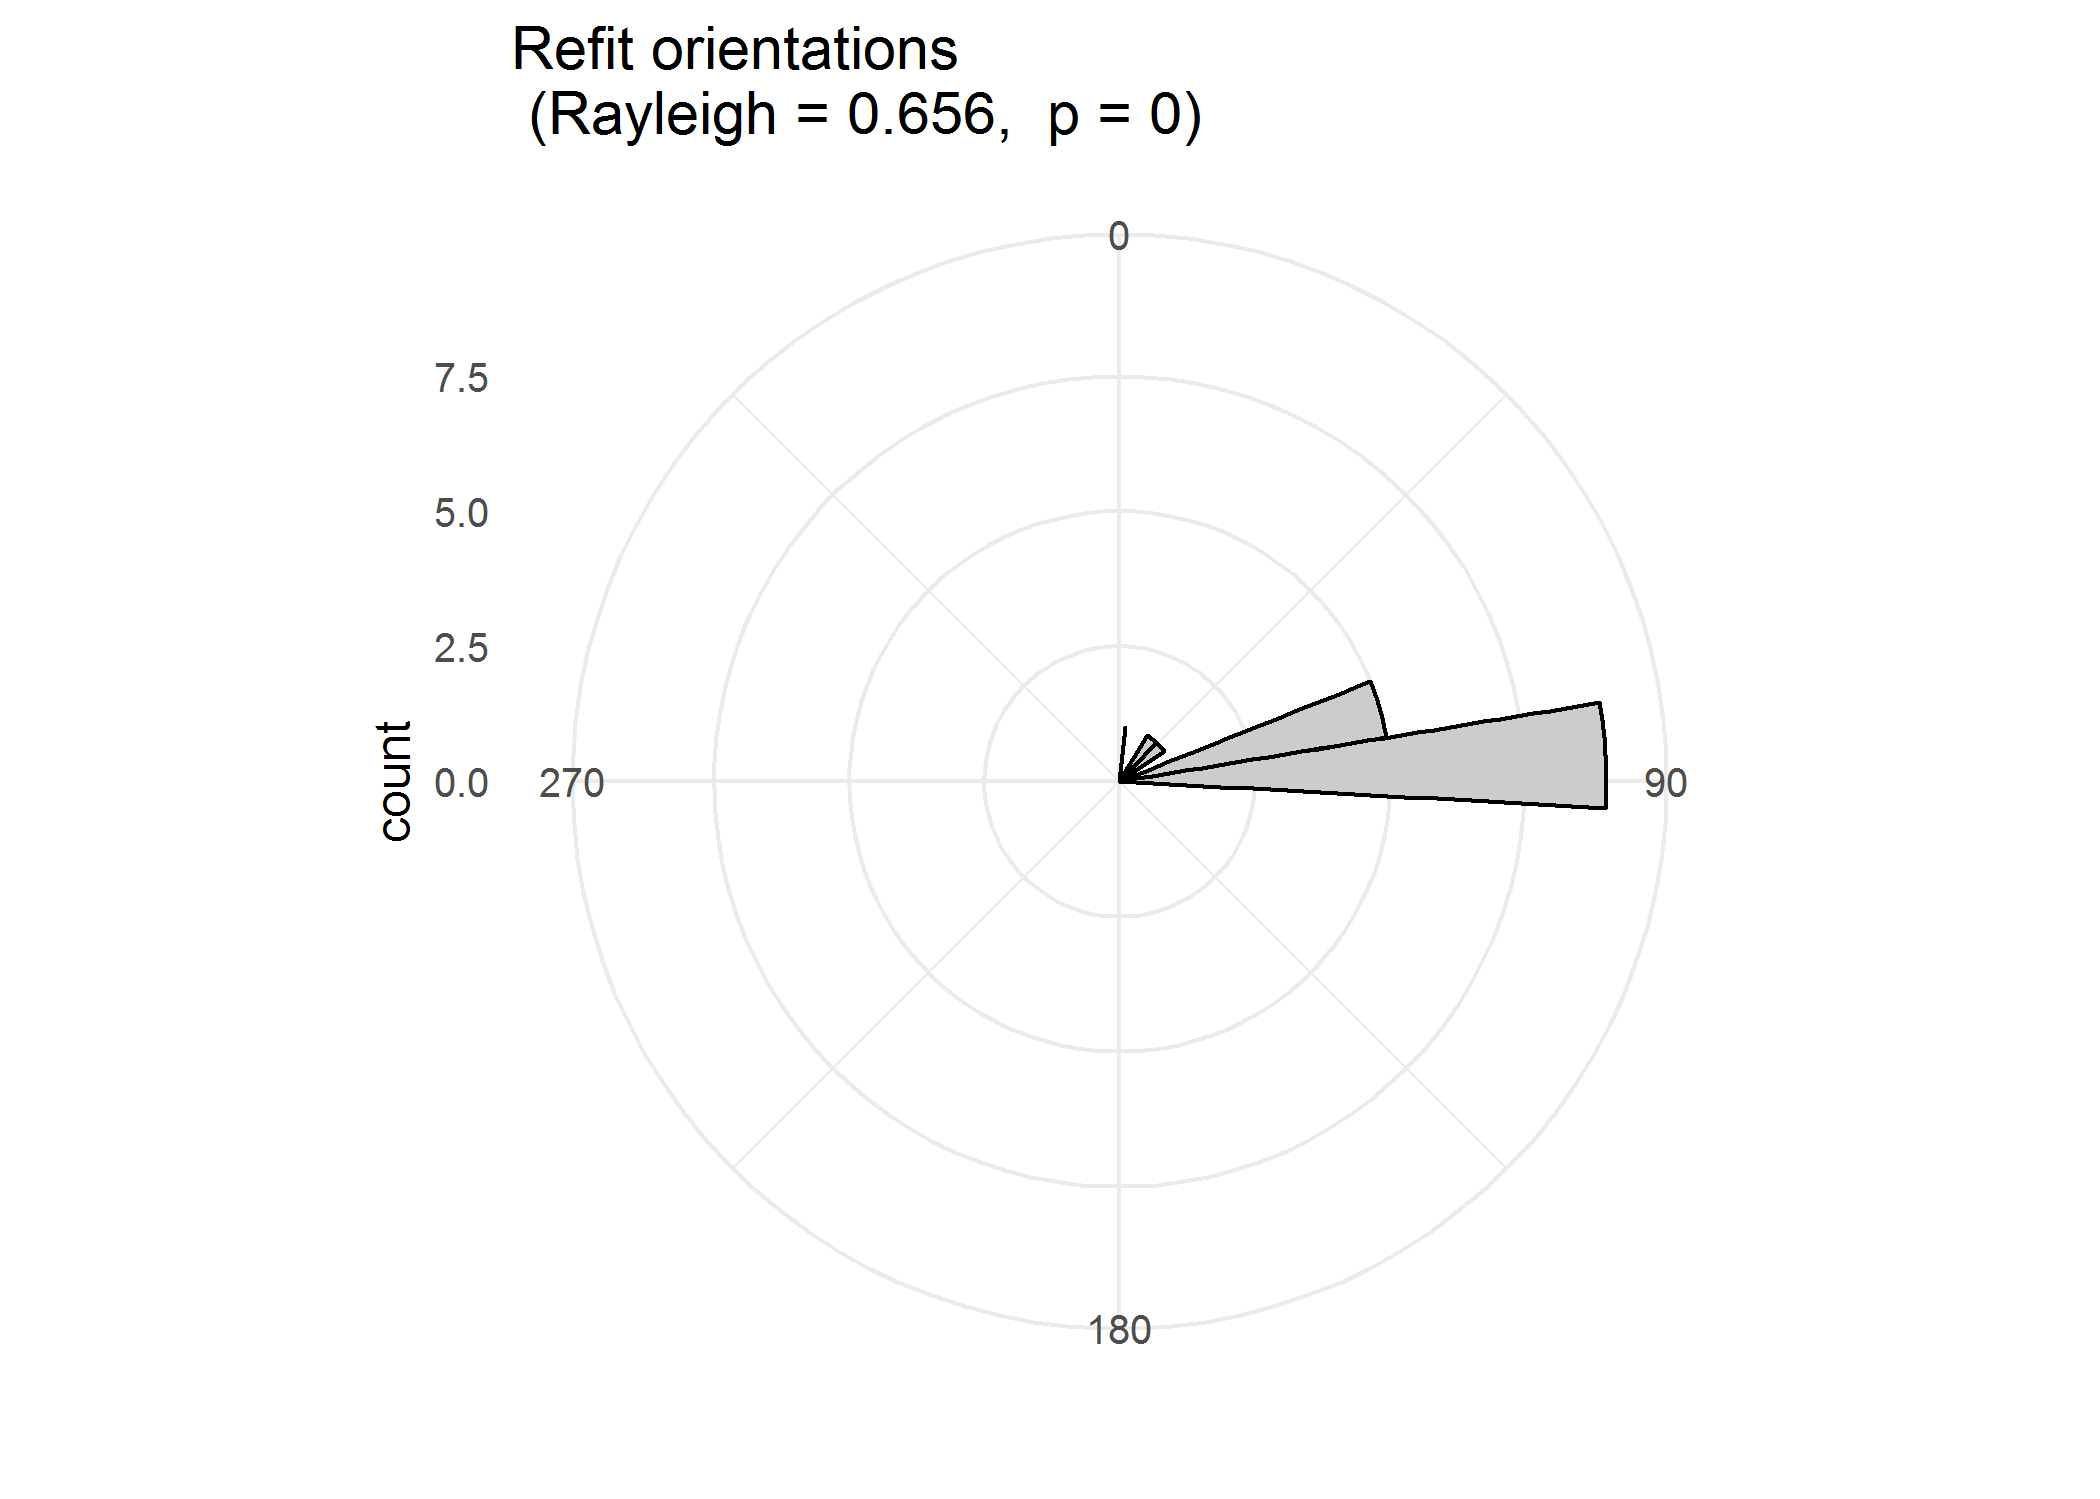 Refit orientations
(Rayleigh = 0.656,  p = 0)
0
7.5
5.0
2.5
0.0
count
270
90
180